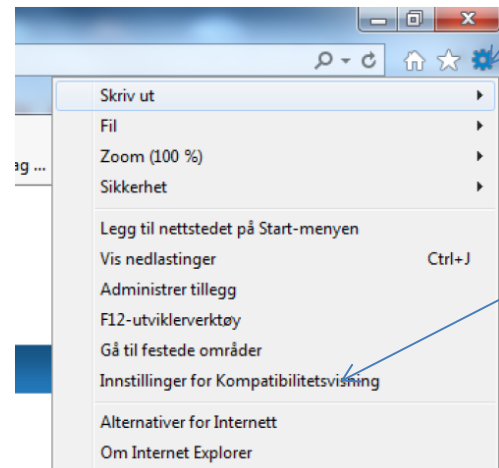 Skriv ut
Fil
ag ...
Zoom (100 %)
Sikkerhet
Legg til nettstedet på Start-menyen
Vis nedlastinger Ctrl+J
Administrer tillegg
F12-utviklerverktøy
Gå til festede områder
Innstillinger for Kompatibilitetsvisning
Alternativer for Internett
Om Internet Explorer